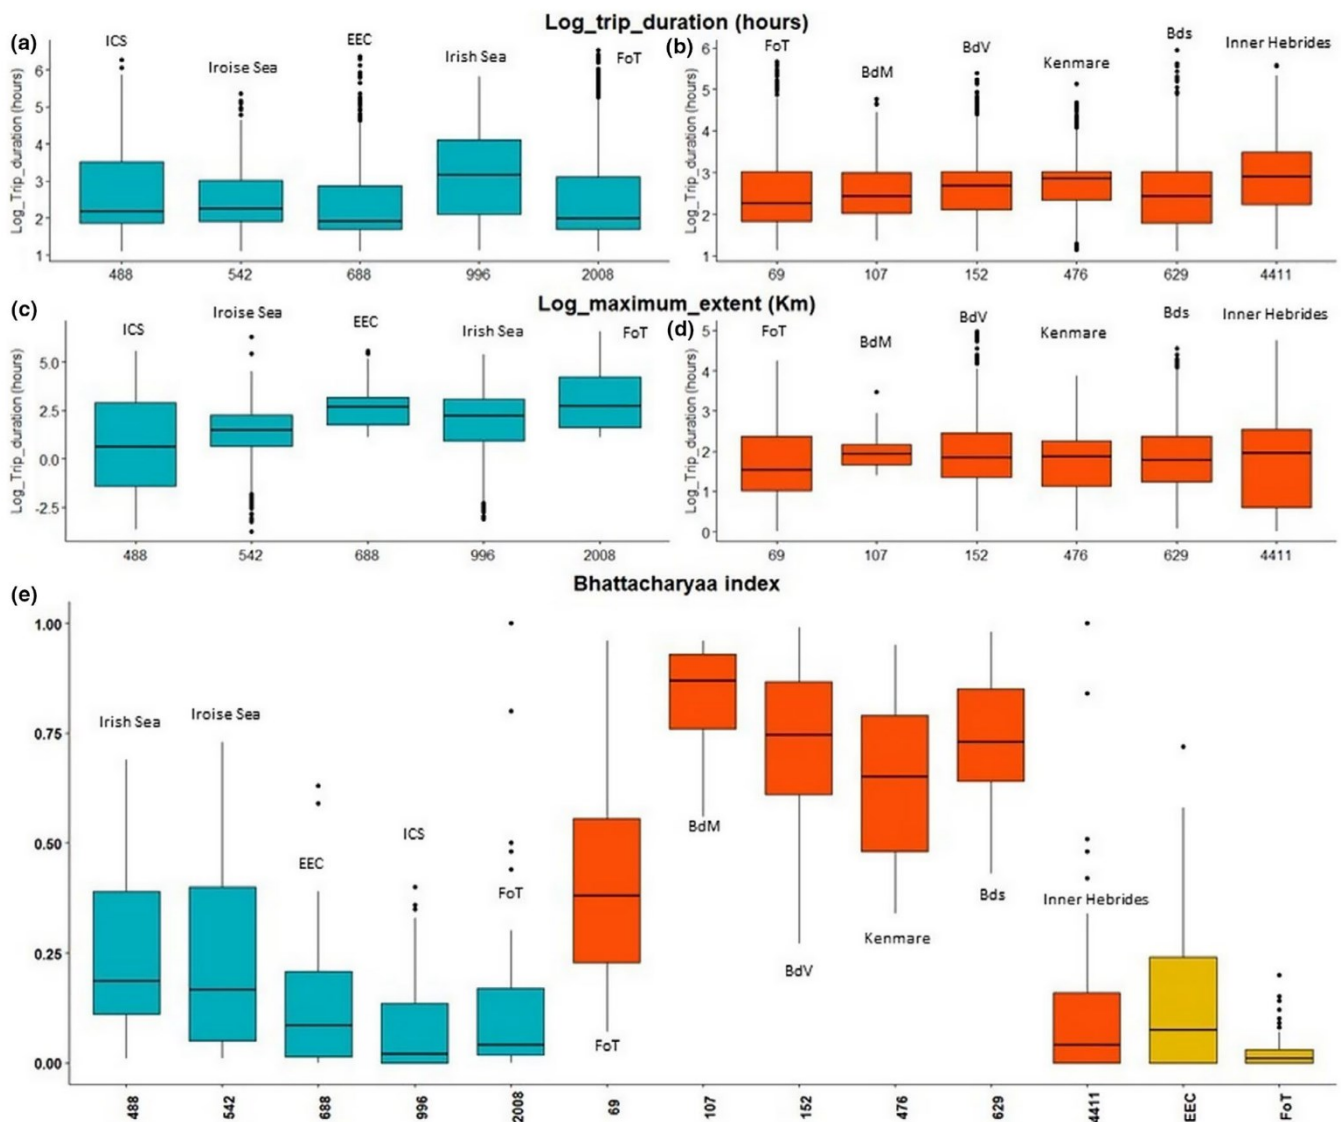 Log_trip_duration (hours)
(a)
ICS
Iroise Sea
EEC
Irish Sea
FoT
Log_Trip_duration (hours)
6
5
4
3
2
1
488
542
688
996
2008
(b)
FoT
BdM
BdV
Kenmare
Bds
Inner Hebrides
Log_Trip_duration (hours)
6
5
4
3
2
1
69
107
152
476
629
4411
Log_maximum_extent (Km)
(c)
ICS
Iroise Sea
EEC
Irish Sea
FoT
Log_Trip_duration (hours)
5.0
2.5
0.0
-2.5
488
542
688
996
2008
(d)
FoT
BdM
BdV
Kenmare
Bds
Inner Hebrides
Log_Trip_duration (hours)
5
4
3
2
1
0
69
107
152
476
629
4411
Bhattacharyaa index
(e)
1.00
0.75
0.50
0.25
0.00
Irish Sea
Iroise Sea
EEC
ICS
FoT
FoT
BdM
BdV
Kenmare
Bds
Inner Hebrides
488
542
688
996
2008
69
107
152
476
629
4411
EEC
FoT